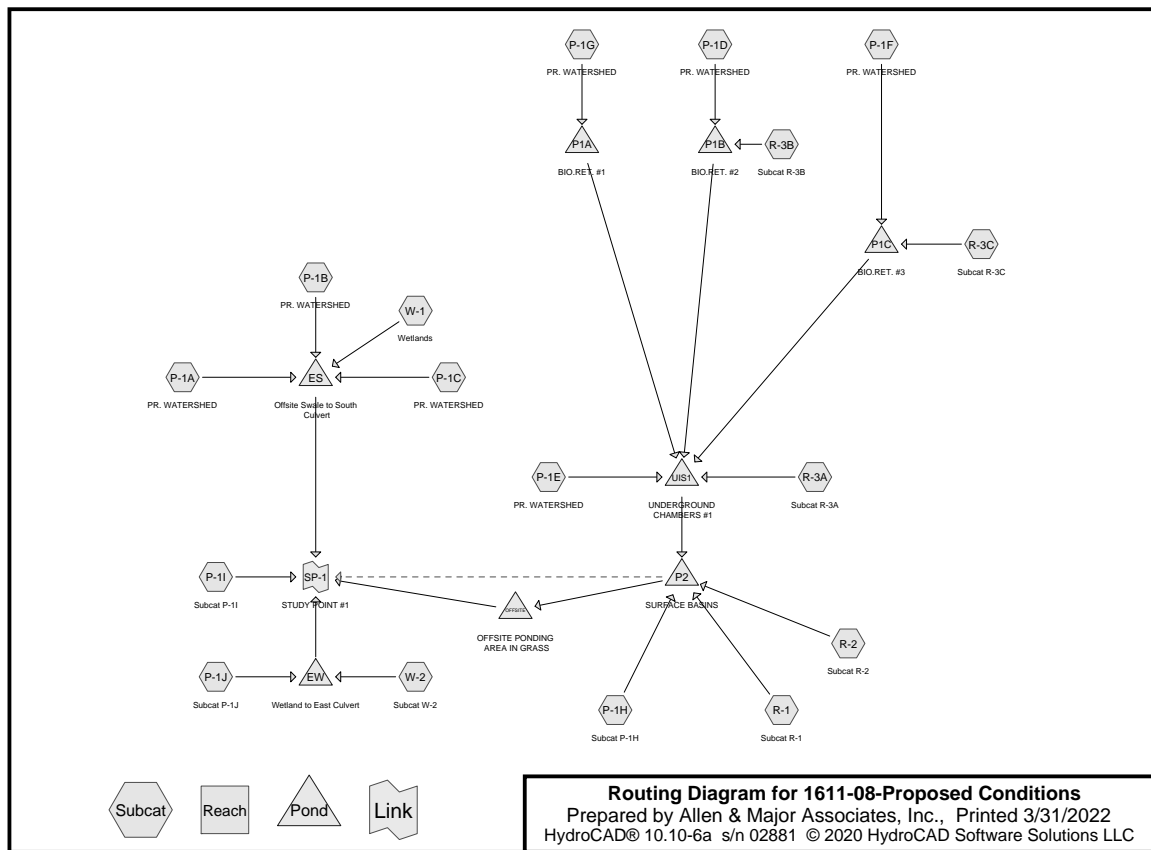 P-1G
P-1D
P-1F
PR. WATERSHED
PR. WATERSHED
PR. WATERSHED
P1A
P1B
R-3B
BIO.RET. #1
BIO.RET. #2
Subcat R-3B
P1C
R-3C
BIO.RET. #3
Subcat R-3C
P-1B
PR. WATERSHED
W-1
Wetlands
P-1A
ES
P-1C
PR. WATERSHED
Offsite Swale to South
Culvert
PR. WATERSHED
P-1E
UIS1
R-3A
PR. WATERSHED
UNDERGROUND
CHAMBERS #1
Subcat R-3A
P-1I
SP-1
P2
Subcat P-1I
STUDY POINT #1
SURFACE BASINS
OFFSITE
OFFSITE PONDING
AREA IN GRASS
R-2
Subcat R-2
P-1J
EW
W-2
Subcat P-1J
Wetland to East Culvert
Subcat W-2
P-1H
R-1
Subcat P-1H
Subcat R-1
Subcat
Reach
Pond
Link
Routing Diagram for 1611-08-Proposed Conditions
Prepared by Allen & Major Associates, Inc., Printed 3/31/2022
HydroCAD® 10.10-6a s/n 02881 © 2020 HydroCAD Software Solutions LLC